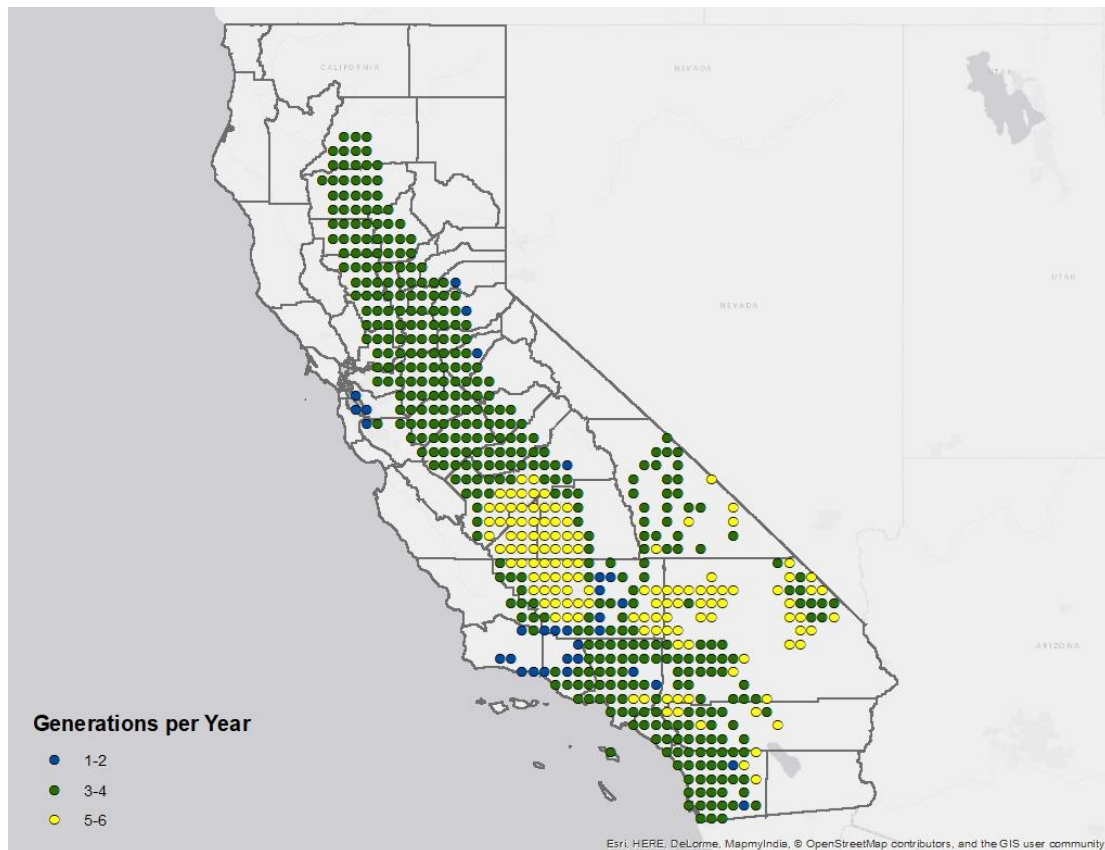 CALIFORNIA
NEVADA
UTAH
NEVADA
UTAH
ARIZONA
Generations per Year
1-2
3-4
5-6
Esri, HERE, DeLorme, MapmyIndia, © OpenStreetMap contributors, and the GIS user community